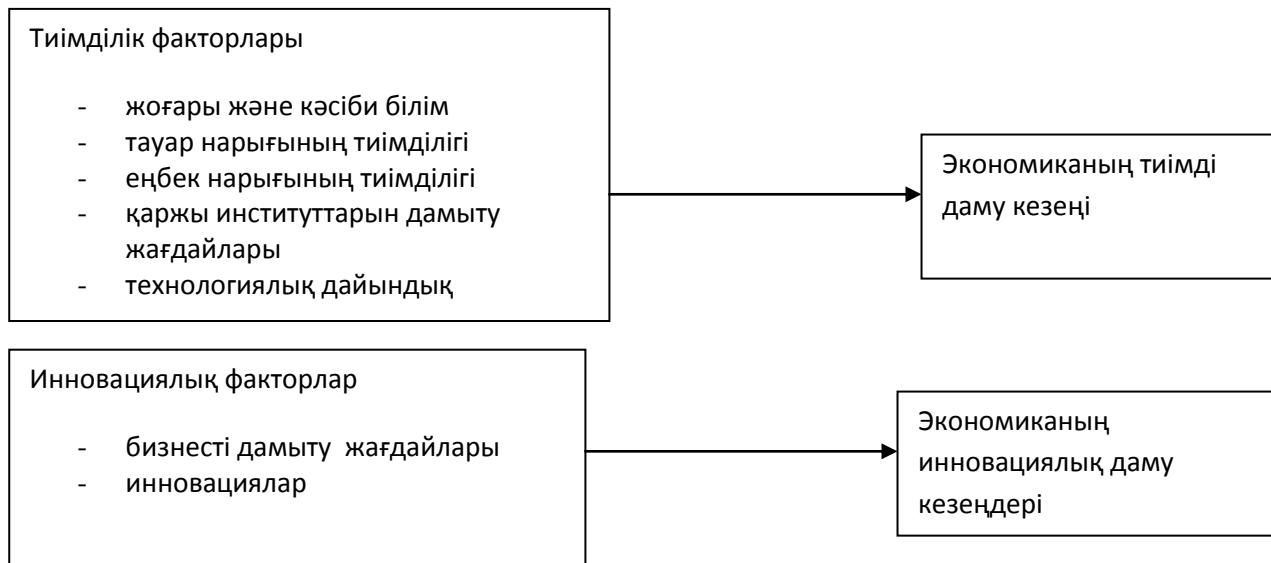 Тиімділік факторлары
- жоғары және кәсіби білім
- тауар нарығының тиімділігі
- еңбек нарығының тиімділігі
- қаржы институттарын дамыту
жағдайлары
- технологиялық дайындық
Экономиканың тиімді
даму кезеңі
Инновациялық факторлар
- бизнесті дамыту жағдайлары
- инновациялар
Экономиканың
инновациялық даму
кезеңдері